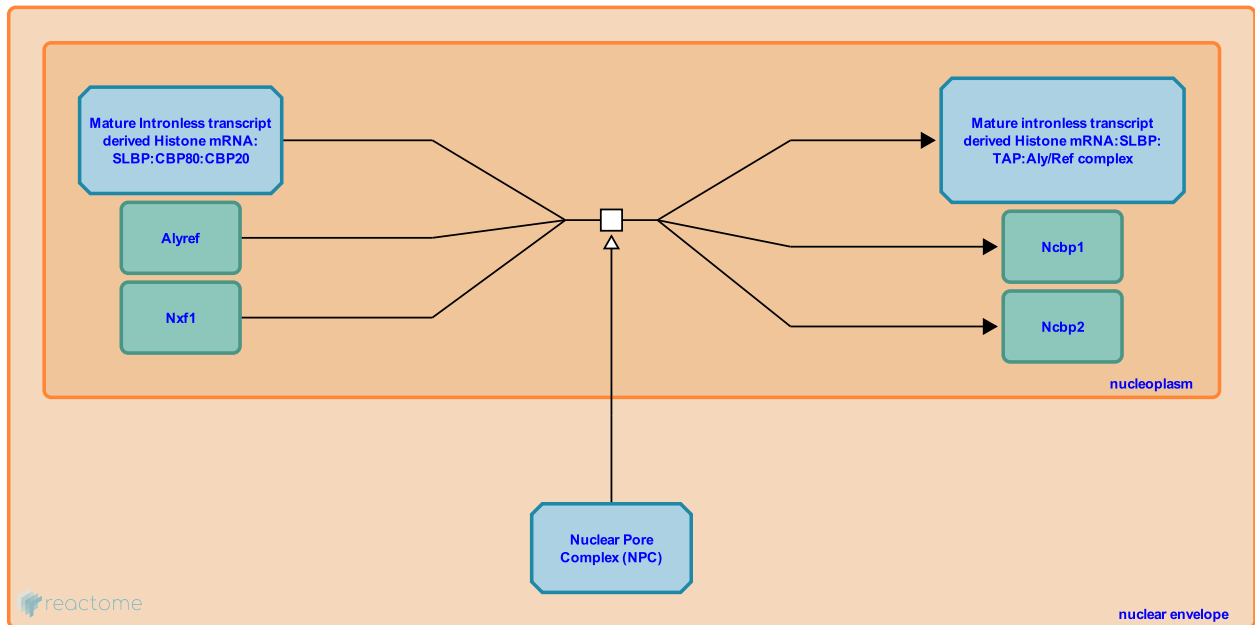 Mature Intronless transcript
derived Histone mRNA:
SLBP:CBP80:CBP20
Alyref
Nxf1
Mature intronless transcript
derived Histone mRNA:SLBP:
TAP:Aly/Ref complex
Ncbp1
Ncbp2
nucleoplasm
Nuclear Pore
Complex (NPC)
reactome
nuclear envelope